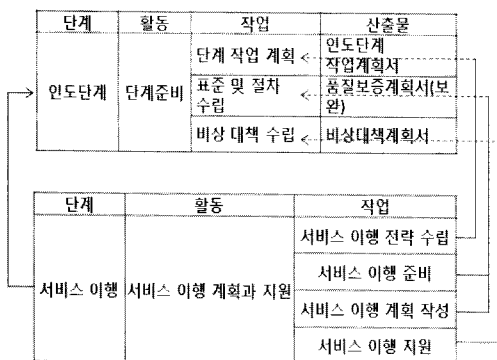 단계 활동 작업 산출물
인도단계 단계준비 단계 작업 계획 인도단계
작업계획서
표준 및 절차 품질보증계획서(보
수립 완)
비상 대책 수립 비상대책계획서
단계 활동 작업
서비스 이행 전략 수립
서비스 이행 준비
서비스 이행 서비스 이행 계획과 지원
서비스 이행 계획 작성
서비스 이행 지원